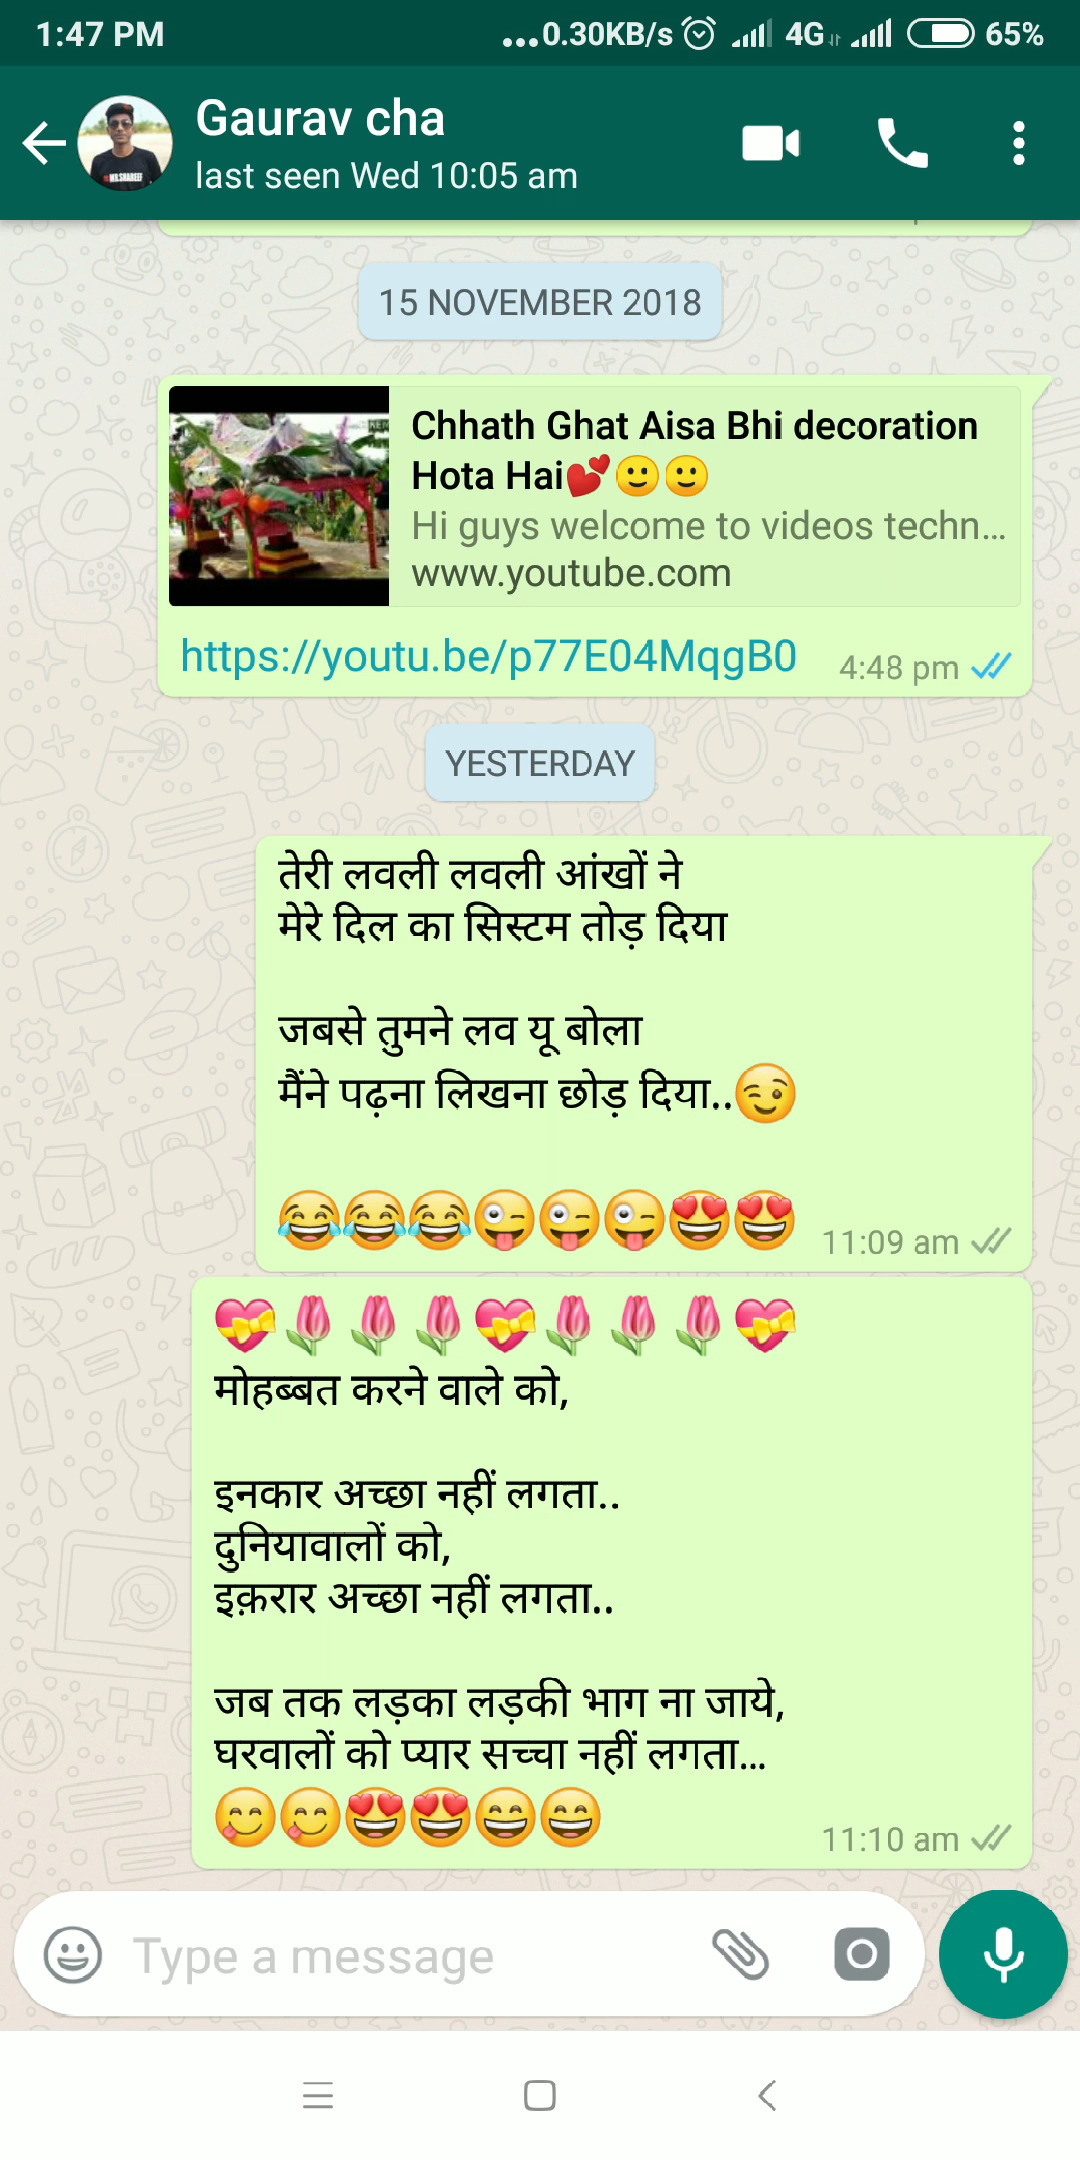 1:47 PM
...0.30KB/s 4G 65%
Gaurav cha
last seen Wed 10:05 am
15 NOVEMBER 2018
Chhath Ghat Aisa Bhi decoration
Hota Hai💕🙂🙂
Hi guys welcome to videos techn...
www.youtube.com
https://youtu.be/p77E04MqgB0
4:48 pm
YESTERDAY
तेरी लवली लवली आंखों ने
मेरे दिल का सिस्टम तोड़ दिया
जबसे तुमने लव यू बोला
मैंने पढ़ना लिखना छोड़ दिया..😉
😂😂😂😜😜😜😍😍
11:09 am
💝🌷🌷🌷💝🌷🌷🌷💝
मोहब्बत करने वाले को,
इनकार अच्छा नहीं लगता..
दुनियावालों को,
इक़रार अच्छा नहीं लगता..
जब तक लड़का लड़की भाग ना जाये,
घरवालों को प्यार सच्चा नहीं लगता...
😋😋😍😍😄😄
11:10 am
Type a message